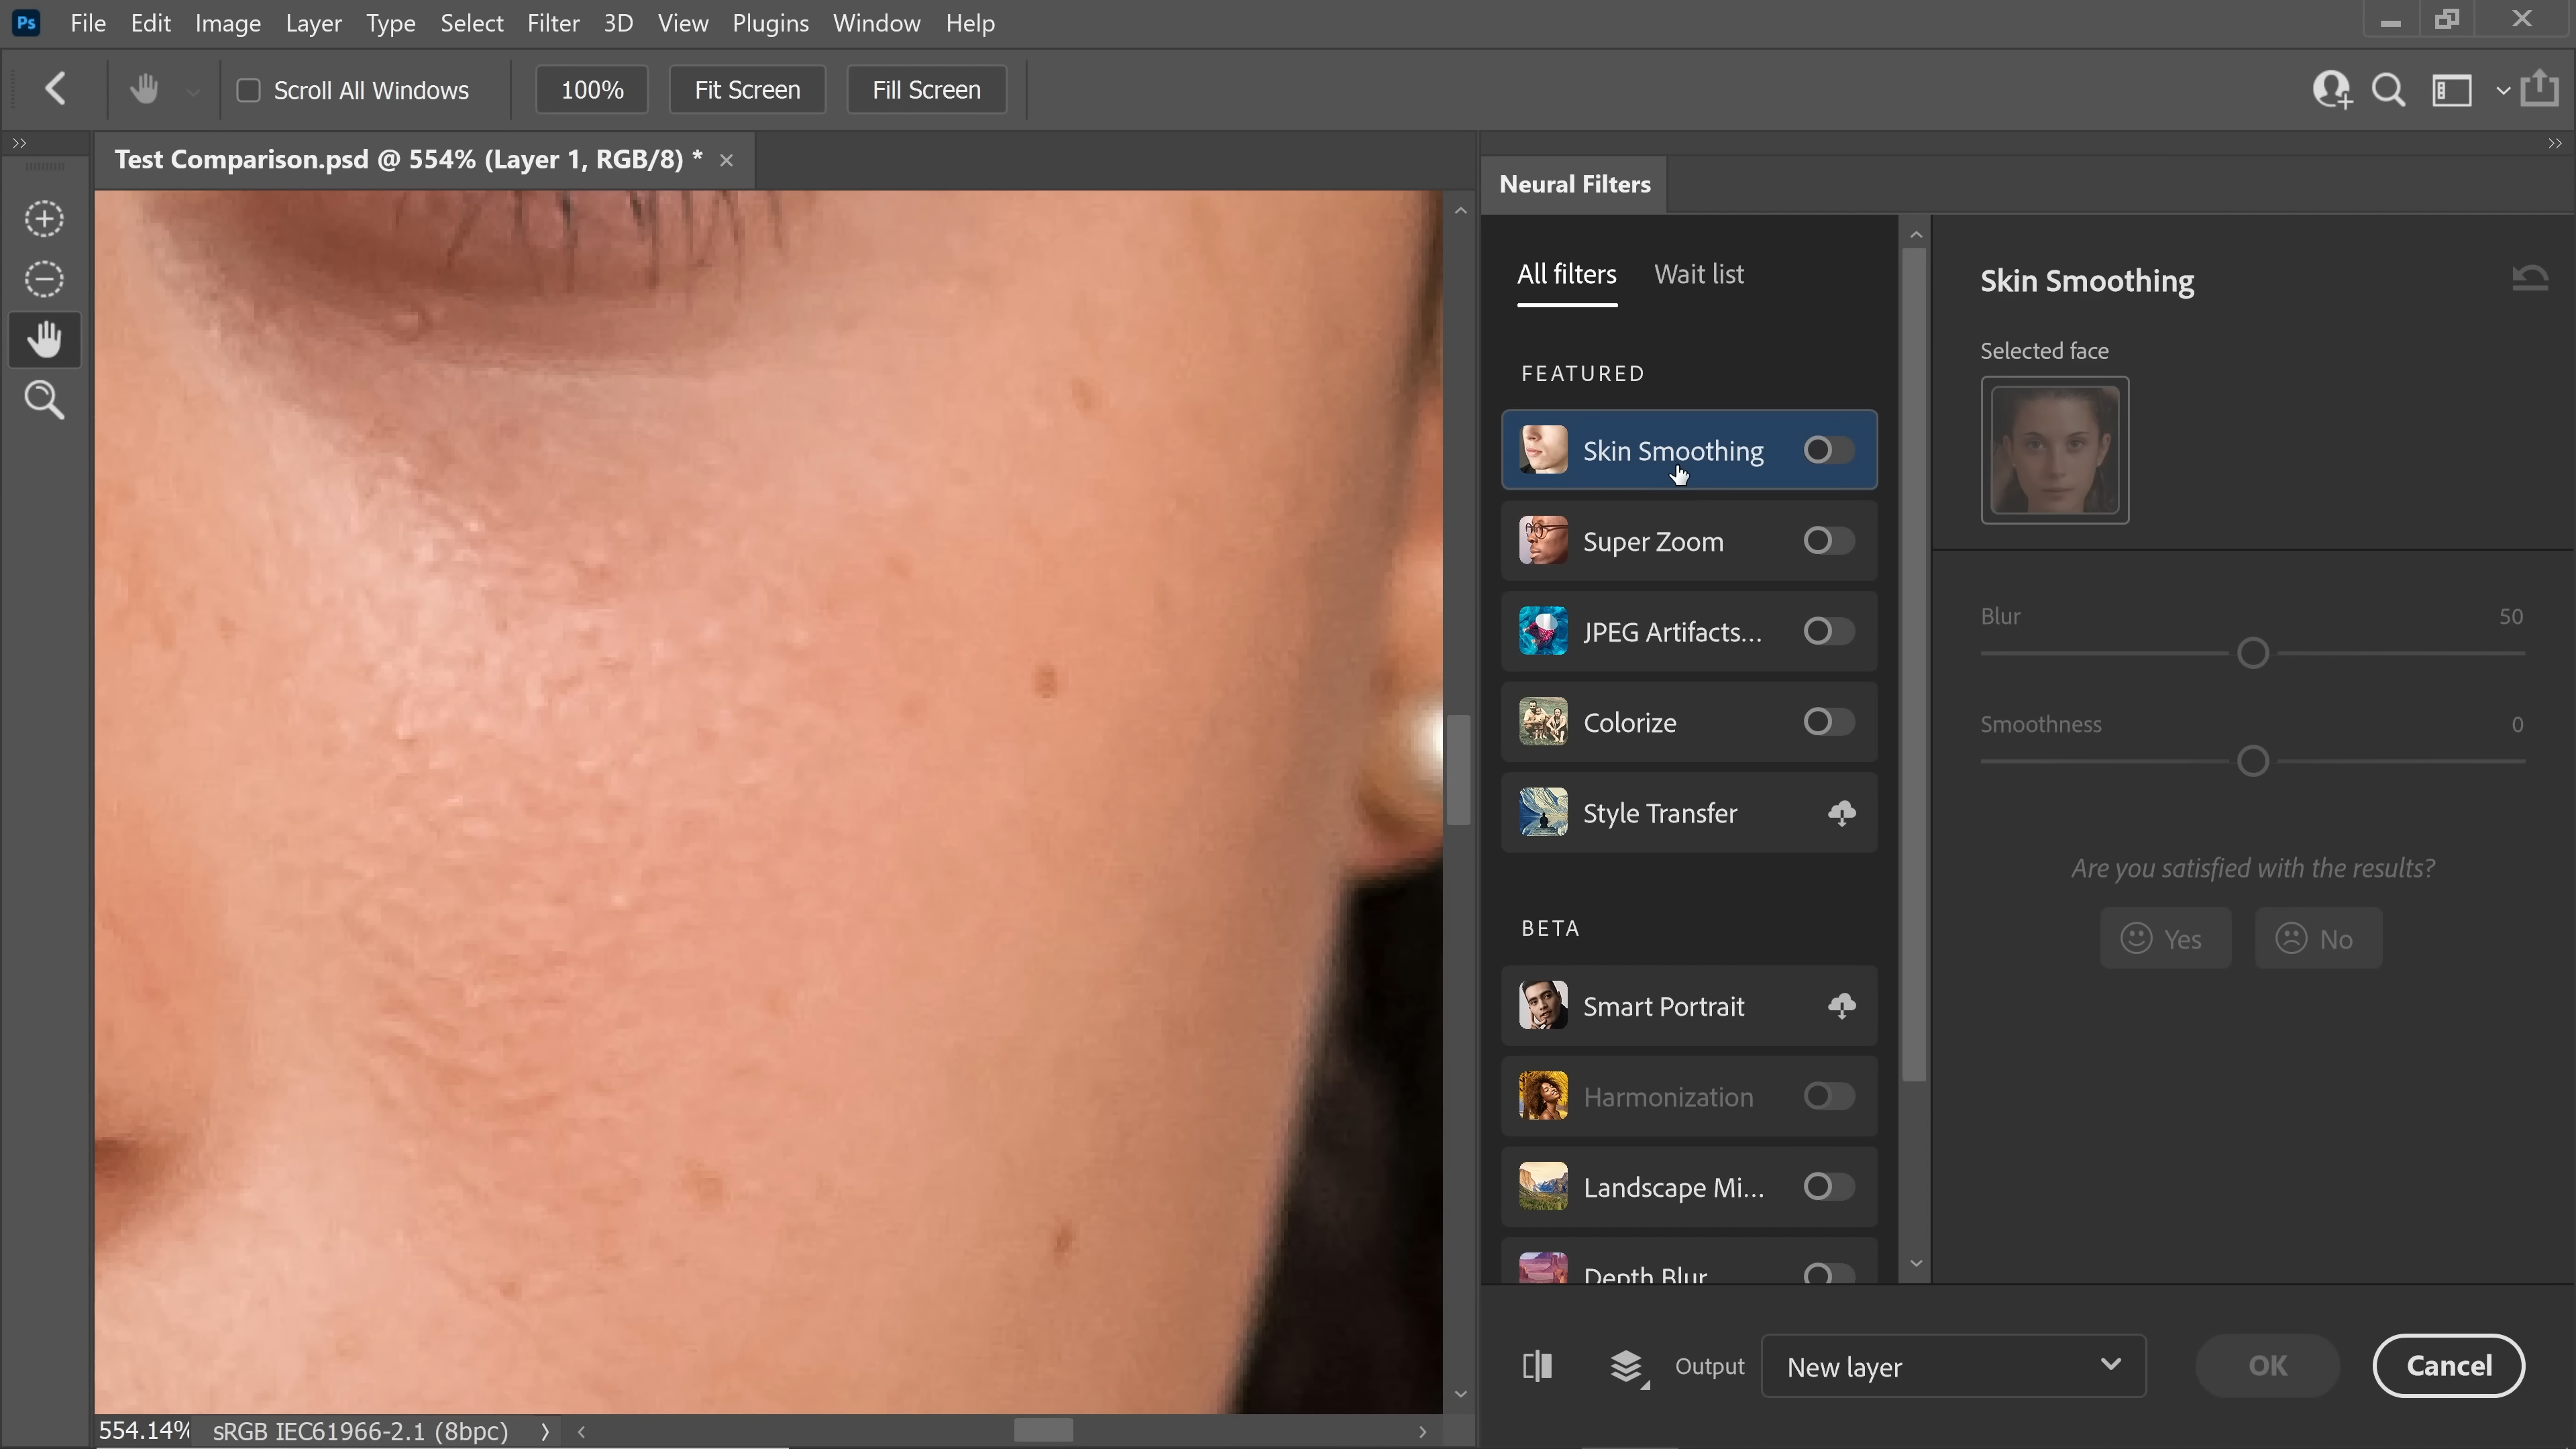 Ps File Edit Image Layer Type Select Filter 3D View Plugins Window Help
Scroll All Windows 100% Fit Screen Fill Screen
Test Comparison.psd @ 554% (Layer 1, RGB/8) *
Neural Filters
All filters Wait list
FEATURED
Skin Smoothing
Super Zoom
JPEG Artifacts...
Colorize
Style Transfer
BETA
Smart Portrait
Harmonization
Landscape Mi...
Depth Blur
Skin Smoothing
Selected face
Blur 50
Smoothness 0
Are you satisfied with the results?
Yes No
Output New layer OK Cancel
554.14% sRGB IEC61966-2.1 (8bpc)